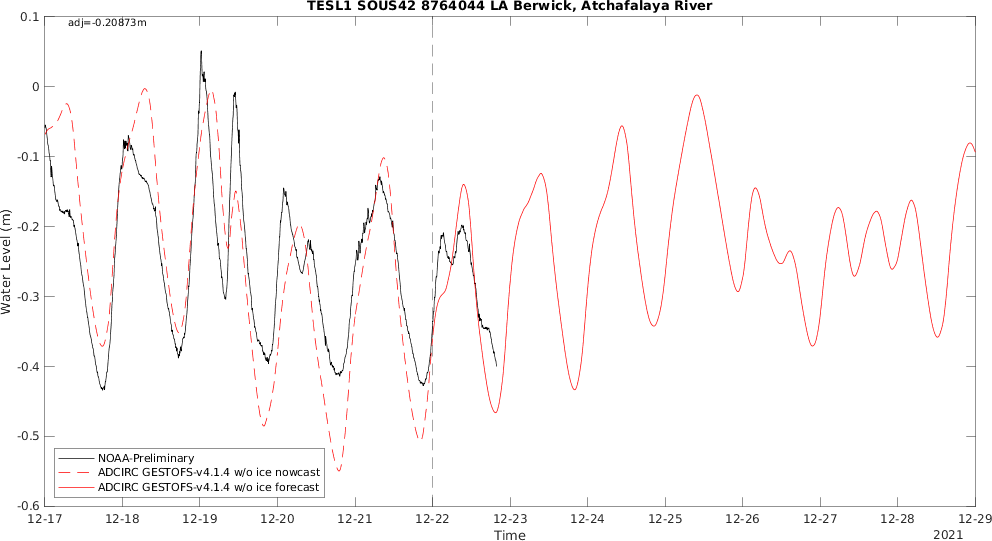 TESL1 SOUS42 8764044 LA Berwick, Atchafalaya River
adj=-0.20873m
0.1
0
-0.1
-0.2
-0.3
-0.4
-0.5
-0.6
Water Level (m)
NOAA-Preliminary
ADCIRC GESTOFS-v4.1.4 w/o ice nowcast
ADCIRC GESTOFS-v4.1.4 w/o ice forecast
12-17 12-18 12-19 12-20 12-21 12-22 12-23 12-24 12-25 12-26 12-27 12-28 12-29
Time
2021